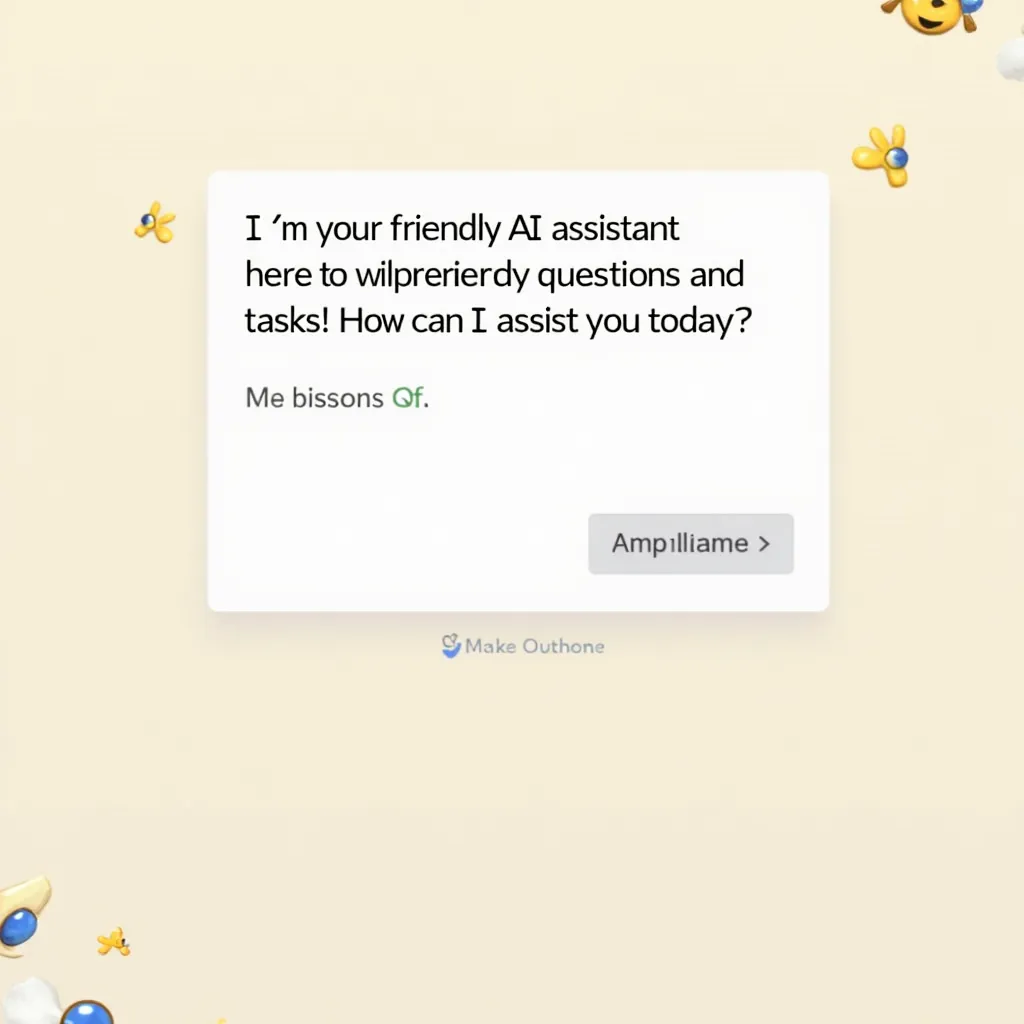 I ’m your friendly AI assistant
here to wilprerierdy questions and
tasks! How can I assist you today?
Me bissons Qf.
Ampılliame >
Make Outhone